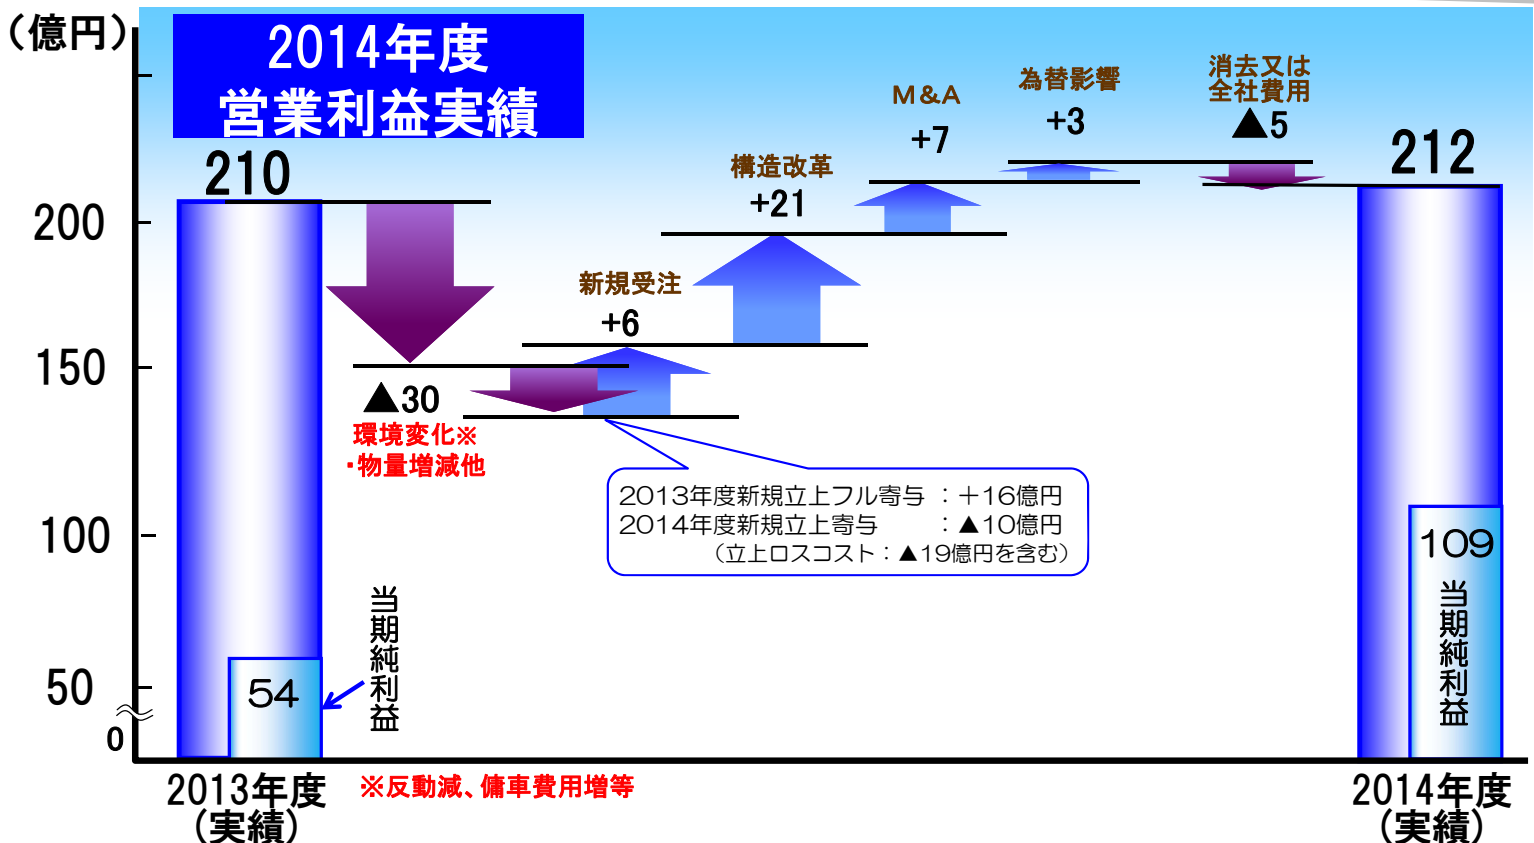 (億円)
2014年度
営業利益実績
210
200
150
100
50
0
▲30
環境変化※
・物量増減他
新規受注
+6
構造改革
+21
M&A
+7
為替影響
+3
消去又は
全社費用
▲5
212
2013年度新規立上フル寄与 :+16億円
2014年度新規立上寄与 :▲10億円
(立上ロスコスト:▲19億円を含む)
54
当期純利益
109
当期純利益
2013年度
(実績)
※反動減、傭車費用増等
2014年度
(実績)